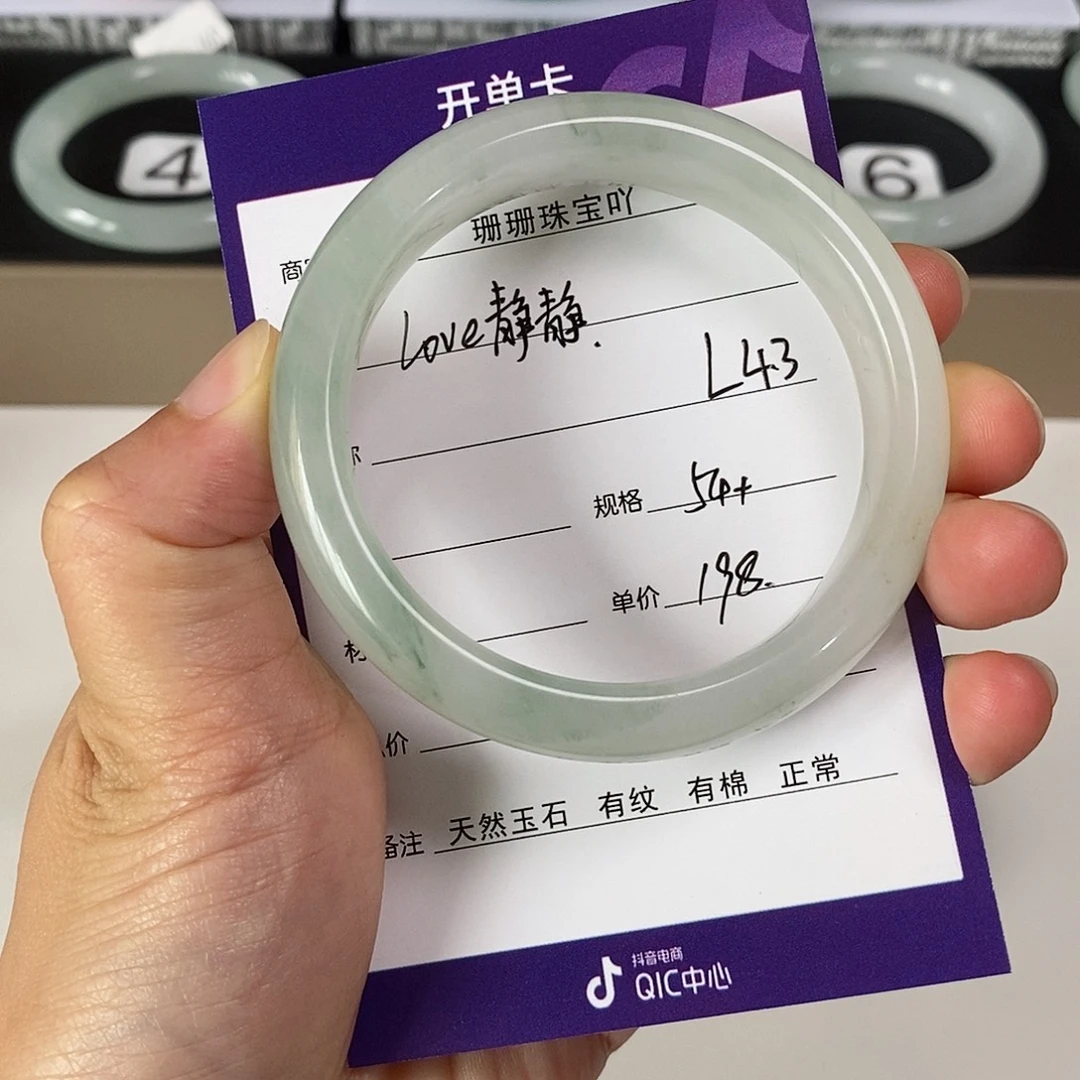 开单卡
4
6
商
珊珊珠宝吖
Love静静.
L43
尔
规格 54+
单价 198.
材
价
备注 天然玉石 有纹 有棉 正常
抖音电商
QIC中心